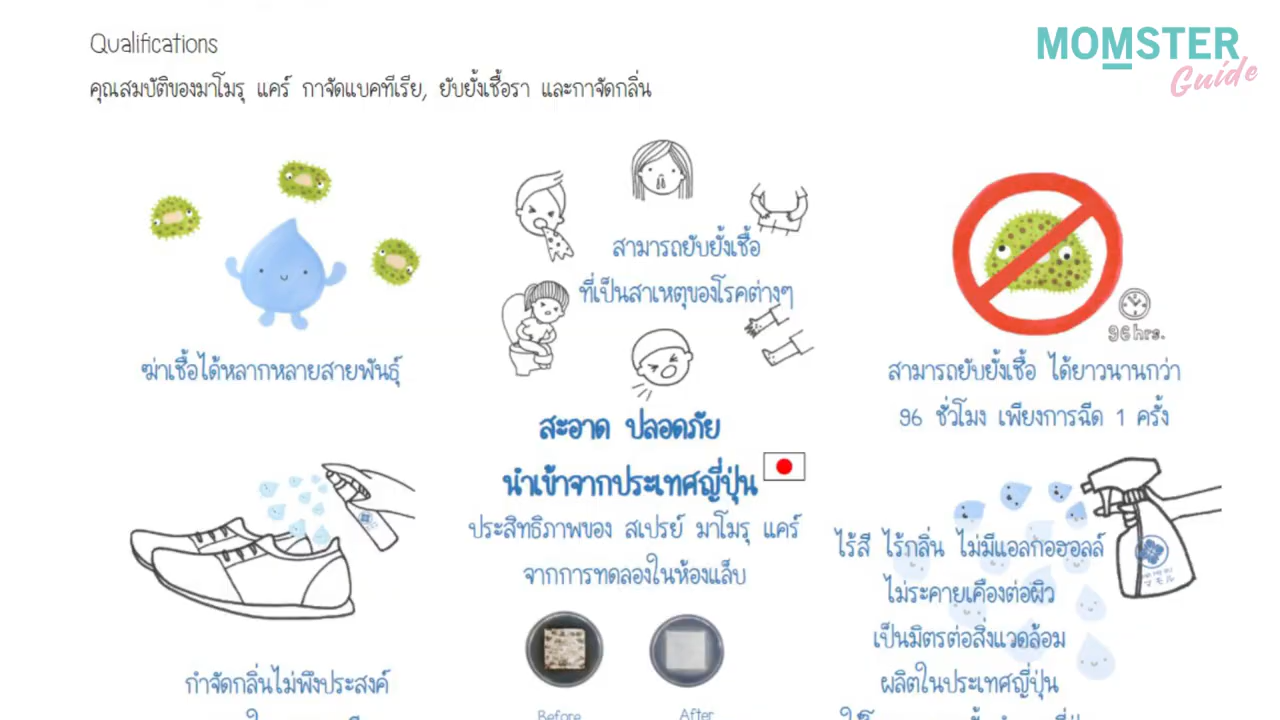 MOMSTER
Guide
Qualifications
คุณสมบัติของมาโมรุ แคร์ กาจัดแบคทีเรีย, ยับยั้งเชื้อรา และกาจัดกลิ่น
ฆ่าเชื้อได้หลากหลายสายพันธุ์
สามารถยับยั้งเชื้อ
ที่เป็นสาเหตุของโรคต่างๆ
96hrs.
สามารถยับยั้งเชื้อ ได้ยาวนานกว่า
96 ชั่วโมง เพียงการฉีด 1 ครั้ง
สะอาด ปลอดภัย
นำเข้าจากประเทศญี่ปุ่น
ประสิทธิภาพของ สเปรย์ มาโมรุ แคร์
จากการทดลองในห้องแล็บ
Before
After
กำจัดกลิ่นไม่พึงประสงค์
ไร้สี ไร้กลิ่น ไม่มีแอลกอฮอลล์
ไม่ระคายเคืองต่อผิว
เป็นมิตรต่อสิ่งแวดล้อม
ผลิตในประเทศญี่ปุ่น
マモル